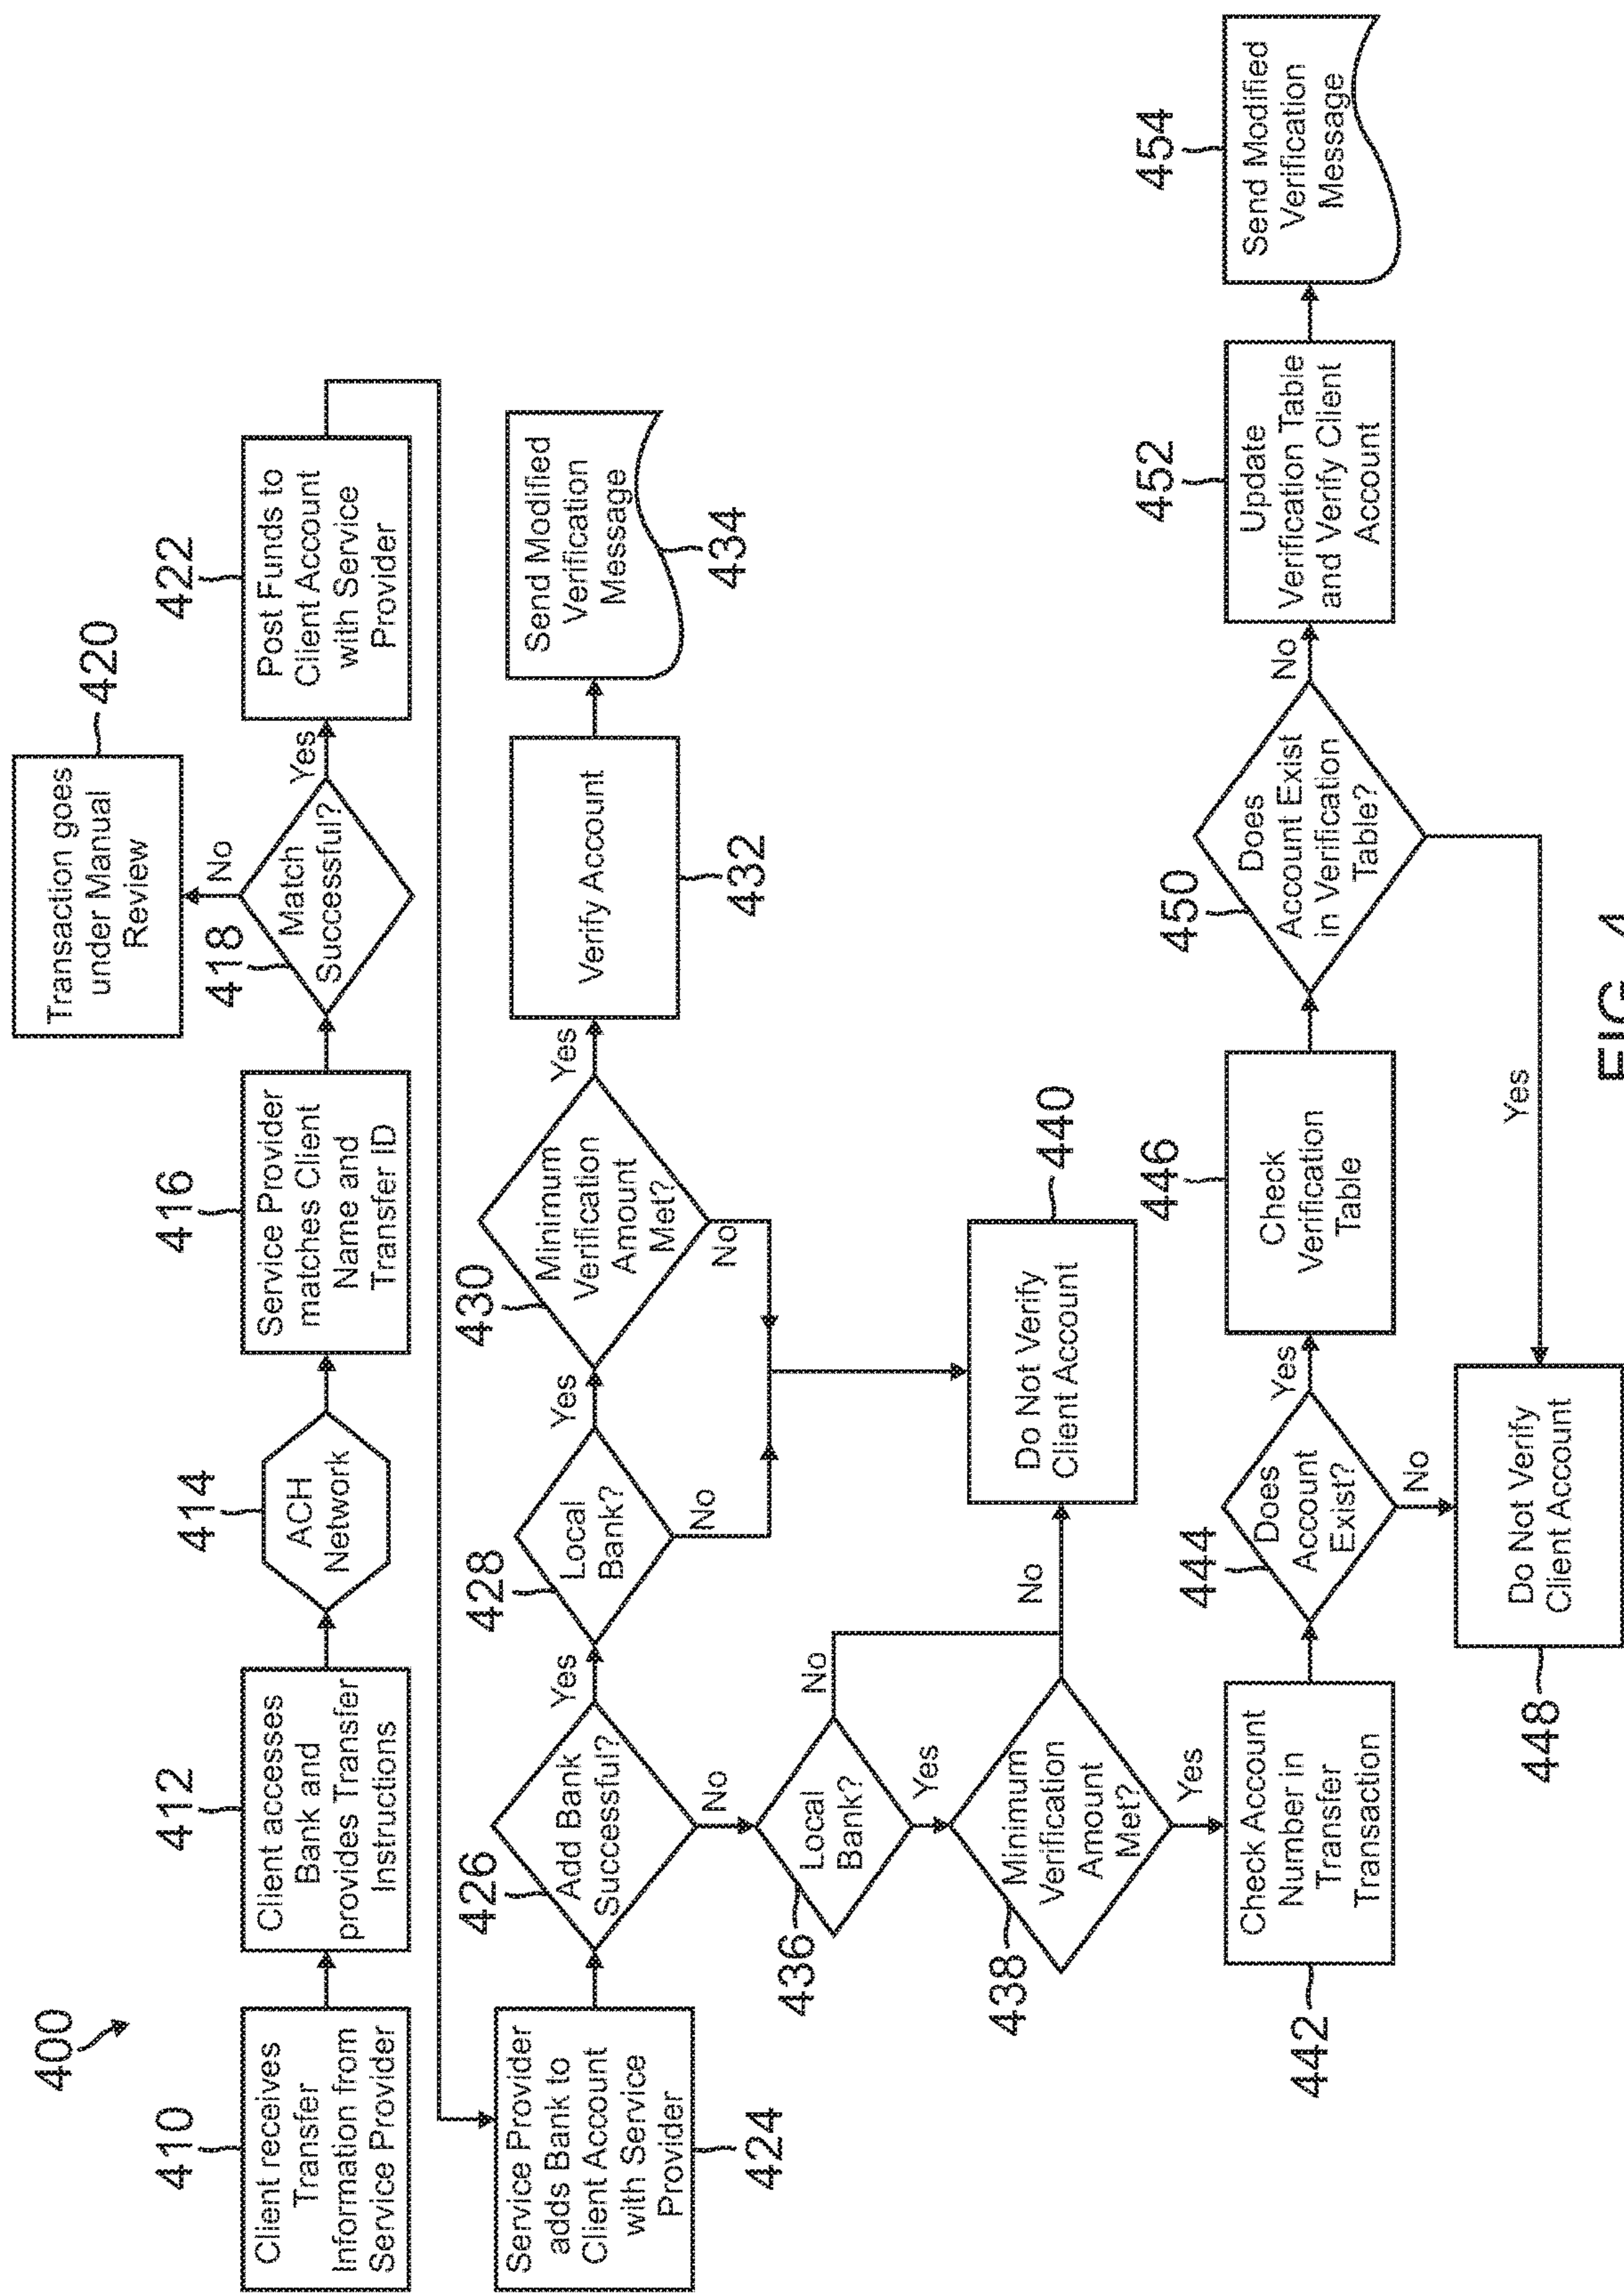 400
410
Client receives
Transfer
Information from
Service Provider
412
Client accesses
Bank and
provides Transfer
Instructions
414
ACH
Network
416
Service Provider
matches Client
Name and
Transfer ID
418
Match
Successful?
No
Yes
Transaction goes
under Manual
Review
420
422
Post Funds to
Client Account
with Service
Provider
Service Provider
adds Bank to
Client Account
with Service
Provider
424
426
Add Bank
Successful?
Yes
No
428
Local
Bank?
Yes
No
430
Minimum
Verification
Amount
Met?
Yes
No
Verify Account
432
Send Modified
Verification
Message
434
Local
Bank?
436
No
Yes
Minimum
Verification
Amount
Met?
438
No
Yes
Do Not Verify
Client Account
440
Check Account
Number in
Transfer
Transaction
442
444
Does
Account
Exist?
Yes
No
446
Check
Verification
Table
Do Not Verify
Client Account
448
450
Does
Account Exist
in Verification
Table?
No
Yes
452
Update
Verification Table
and Verify Client
Account
454
Send Modified
Verification
Message
FIG. 4